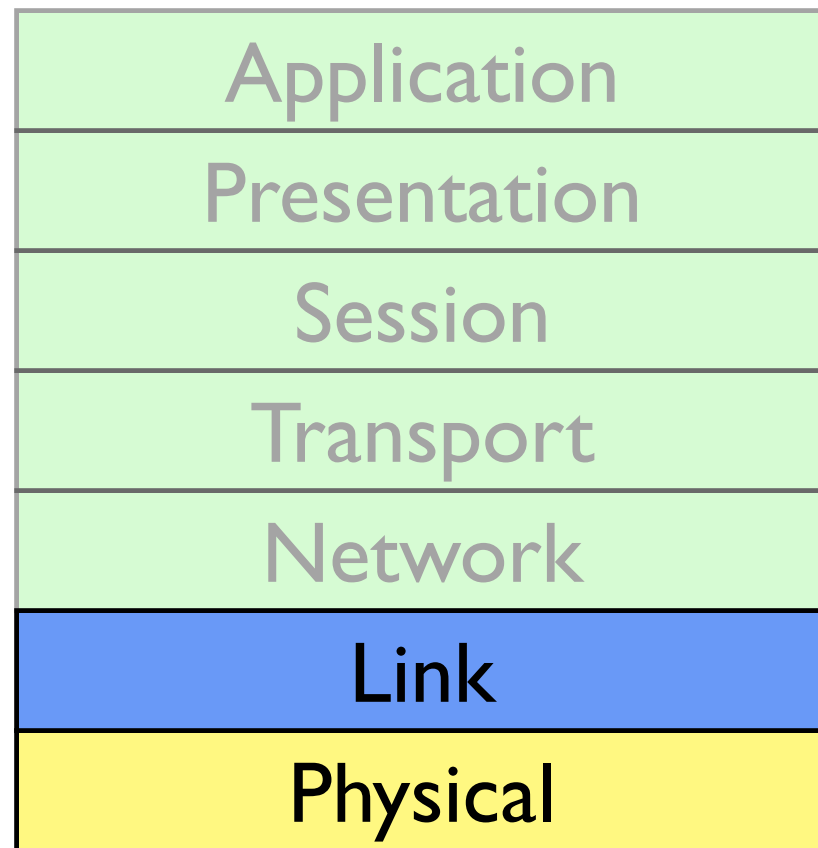 Application
Presentation
Session
Transport
Network
Link
Physical